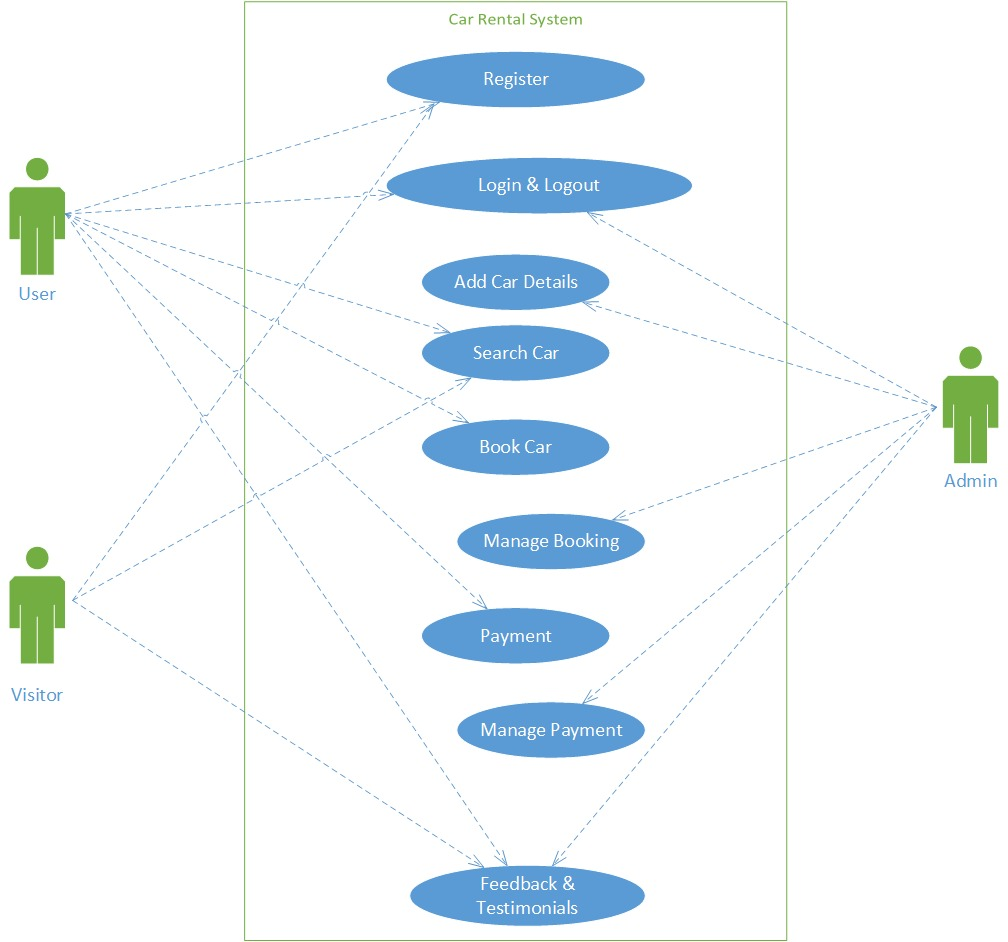 Car Rental System
Register
Login & Logout
User
Add Car Details
Search Car
Book Car
Admin
Manage Booking
Payment
Visitor
Manage Payment
Feedback &
Testimonials